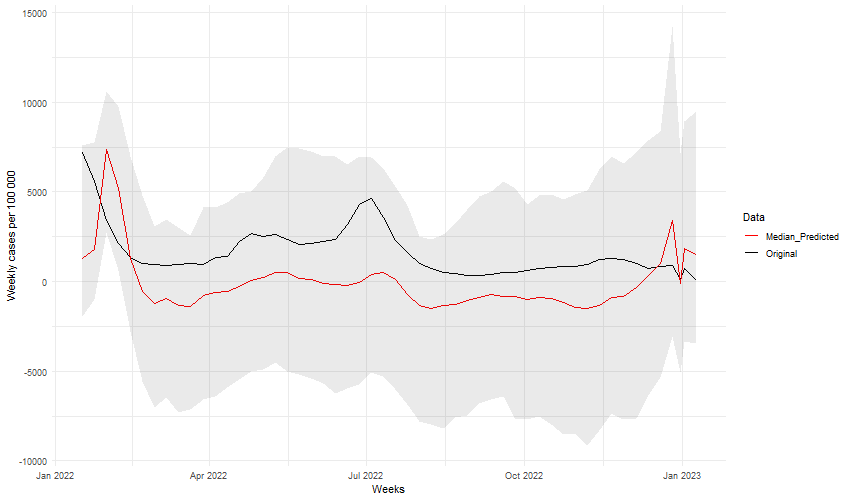 15000
10000
5000
0
-5000
-10000
Weekly cases per 100 000
Jan 2022
Apr 2022
Jul 2022
Oct 2022
Jan 2023
Weeks
Data
Median_Predicted
Original